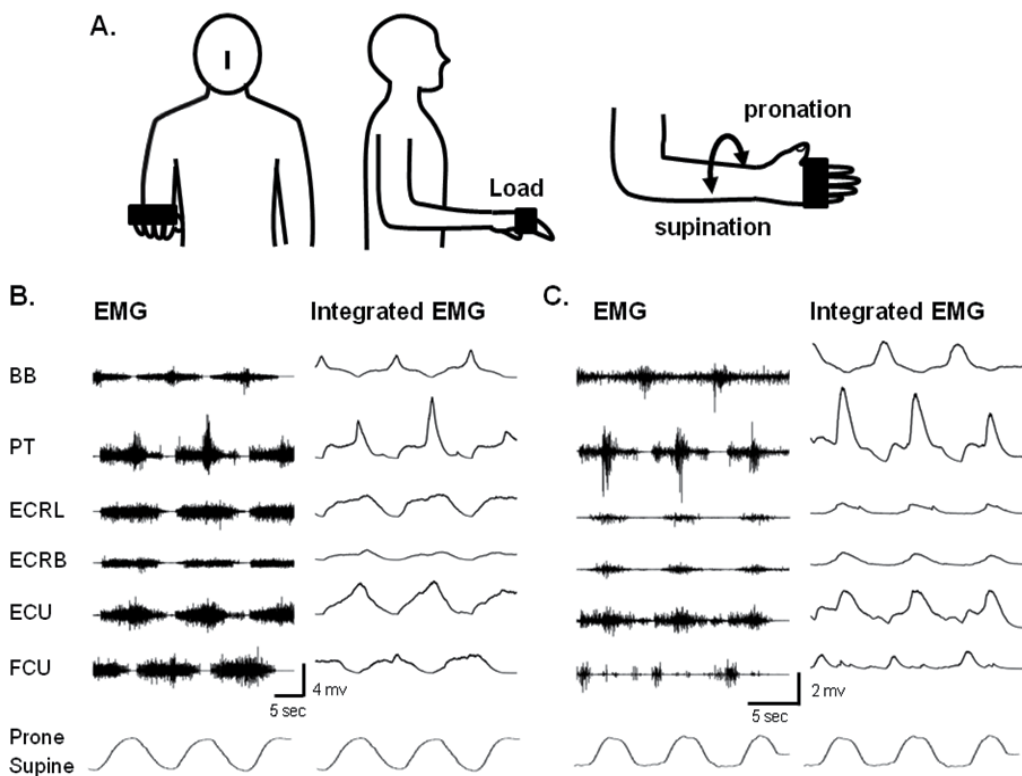 A.
pronation
Load
supination
B.
EMG
Integrated EMG
C.
EMG
Integrated EMG
BB
PT
ECRL
ECRB
ECU
FCU
4 mv
5 sec
2 mv
5 sec
Prone
Supine